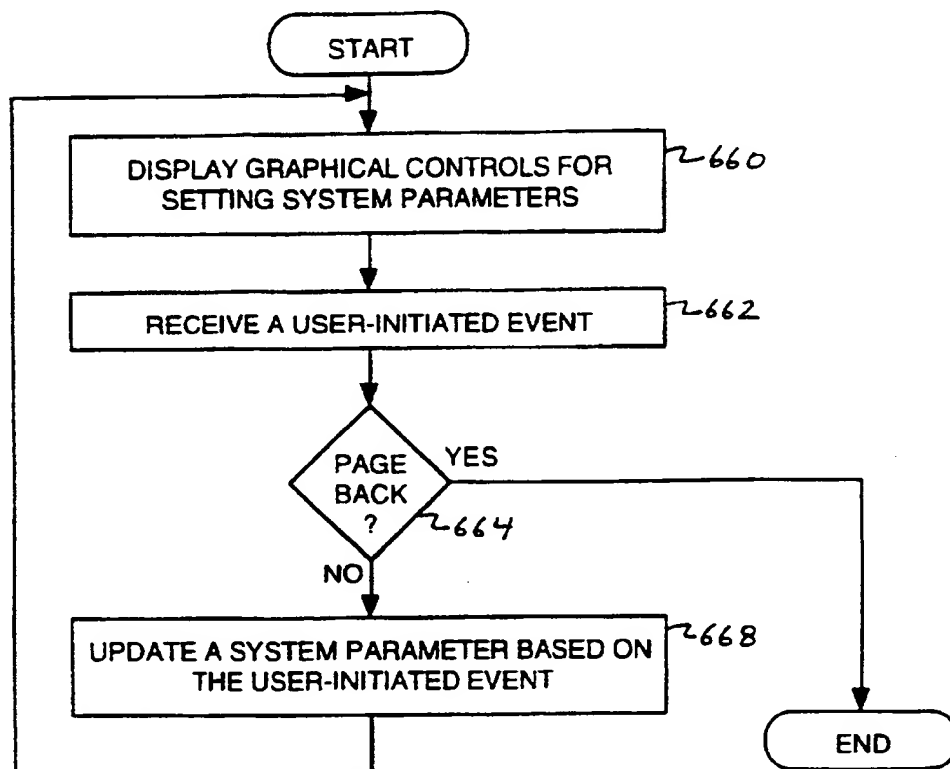 START
DISPLAY GRAPHICAL CONTROLS FOR
SETTING SYSTEM PARAMETERS
660
RECEIVE A USER-INITIATED EVENT
662
PAGE
BACK
?
YES
664
NO
UPDATE A SYSTEM PARAMETER BASED ON
THE USER-INITIATED EVENT
668
END